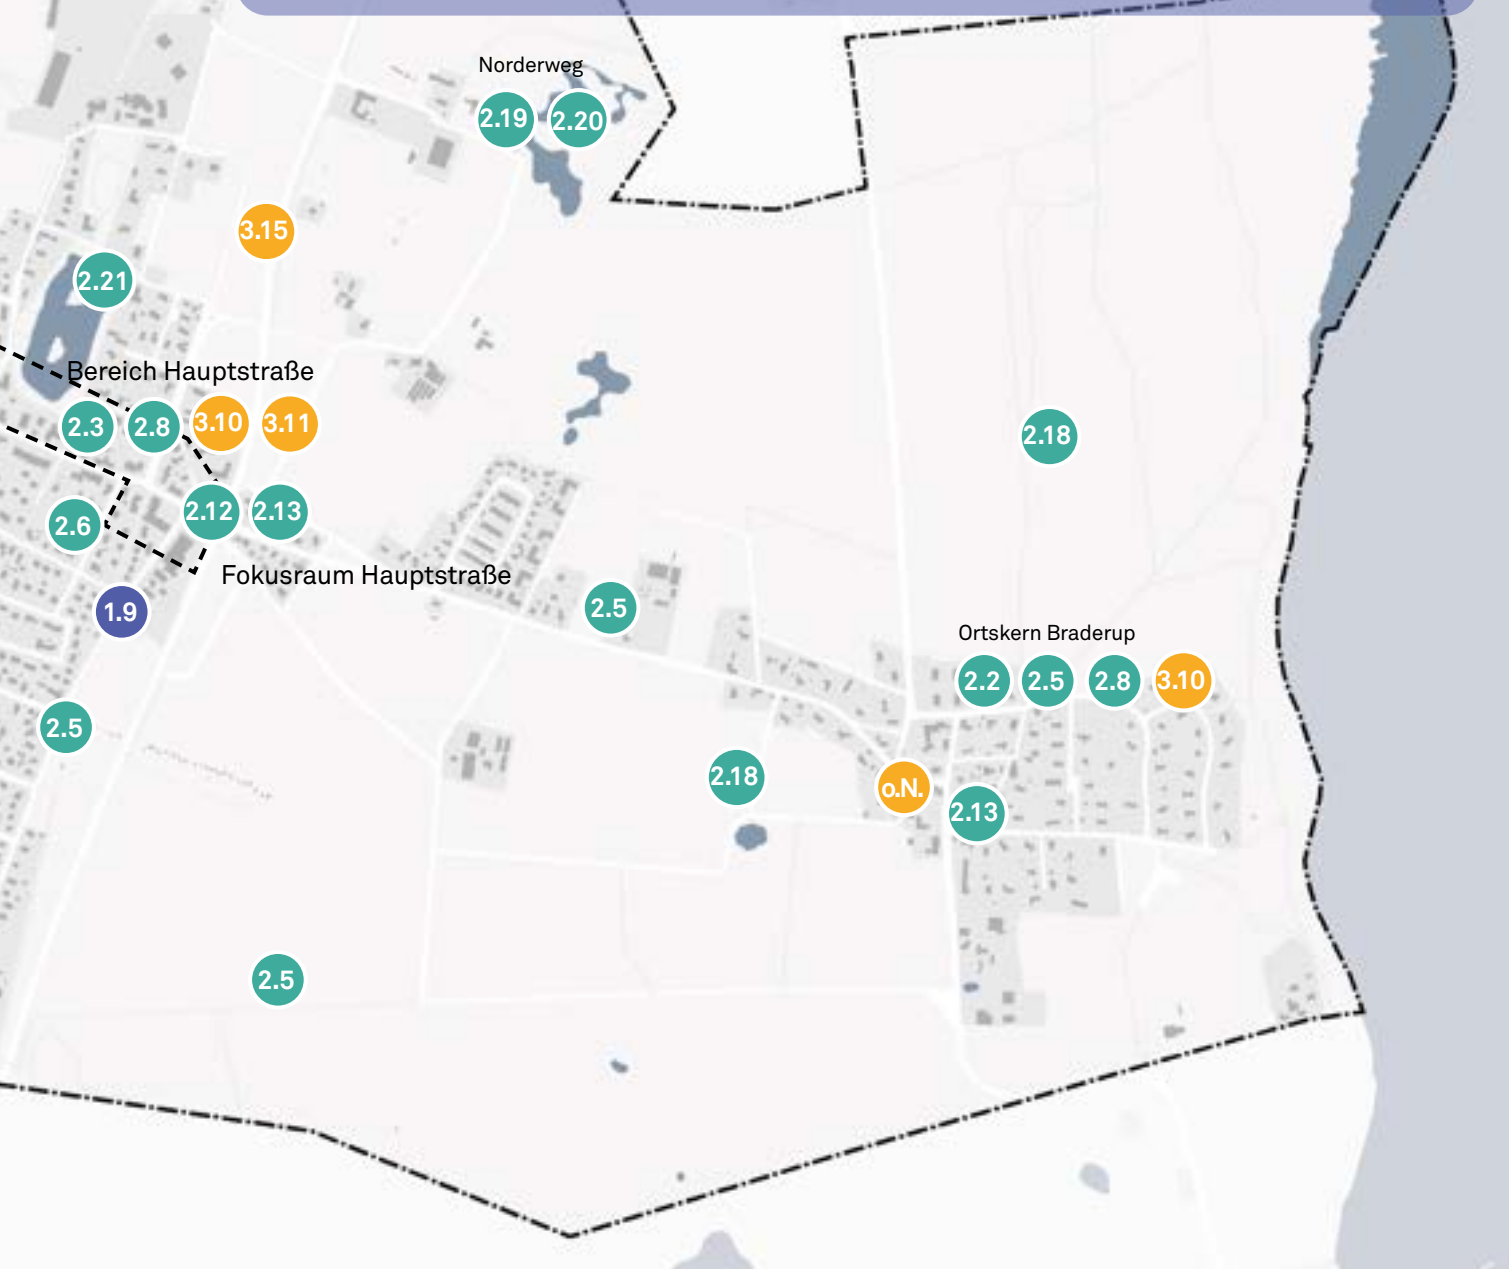 Norderweg
2.19 2.20
3.15
2.21
Bereich Hauptstraße
2.3 2.8 3.10 3.11
2.18
2.12 2.13
2.6
Fokusraum Hauptstraße
1.9
2.5
Ortskern Braderup
2.2 2.5 2.8 3.10
2.5
2.18
o.N.
2.13
2.5